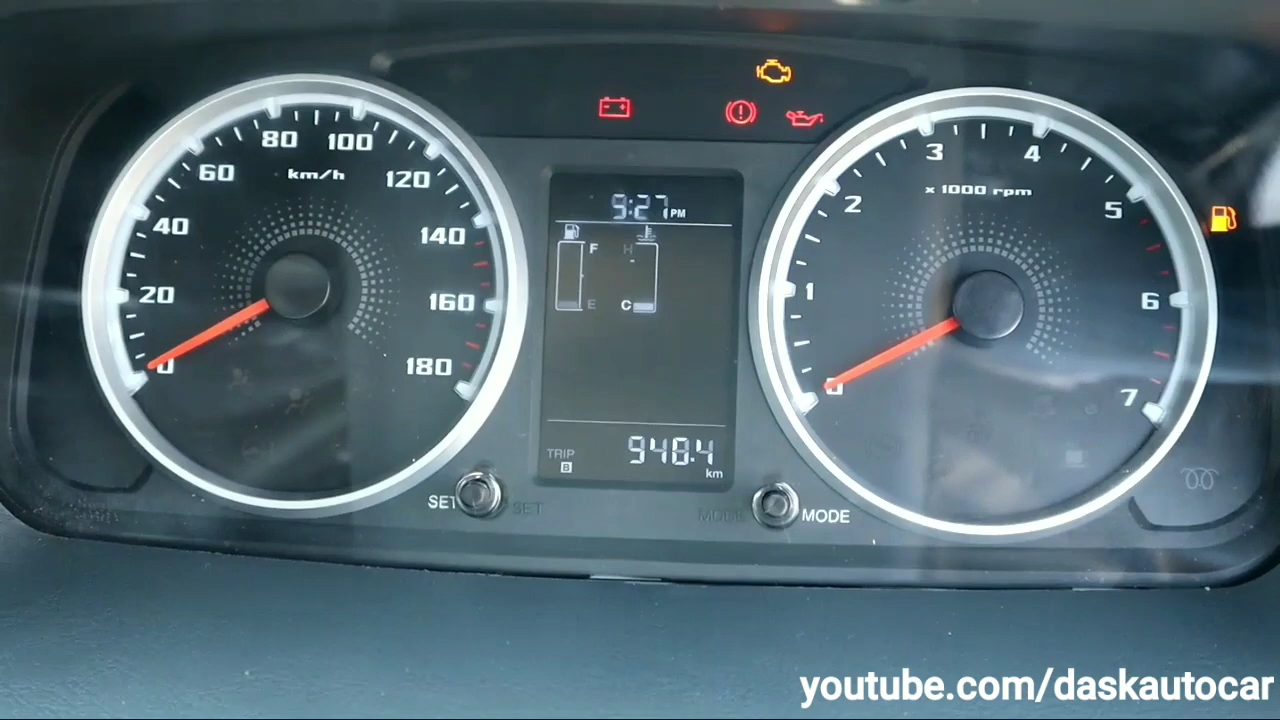 0
20
40
60
80
100
120
140
160
180
km/h
SET
SET
9:27 PM
F
E
H
C
TRIP
B
948.4
km
0
1
2
3
4
5
6
7
x 1000 rpm
MODE
MODE
youtube.com/daskautocar